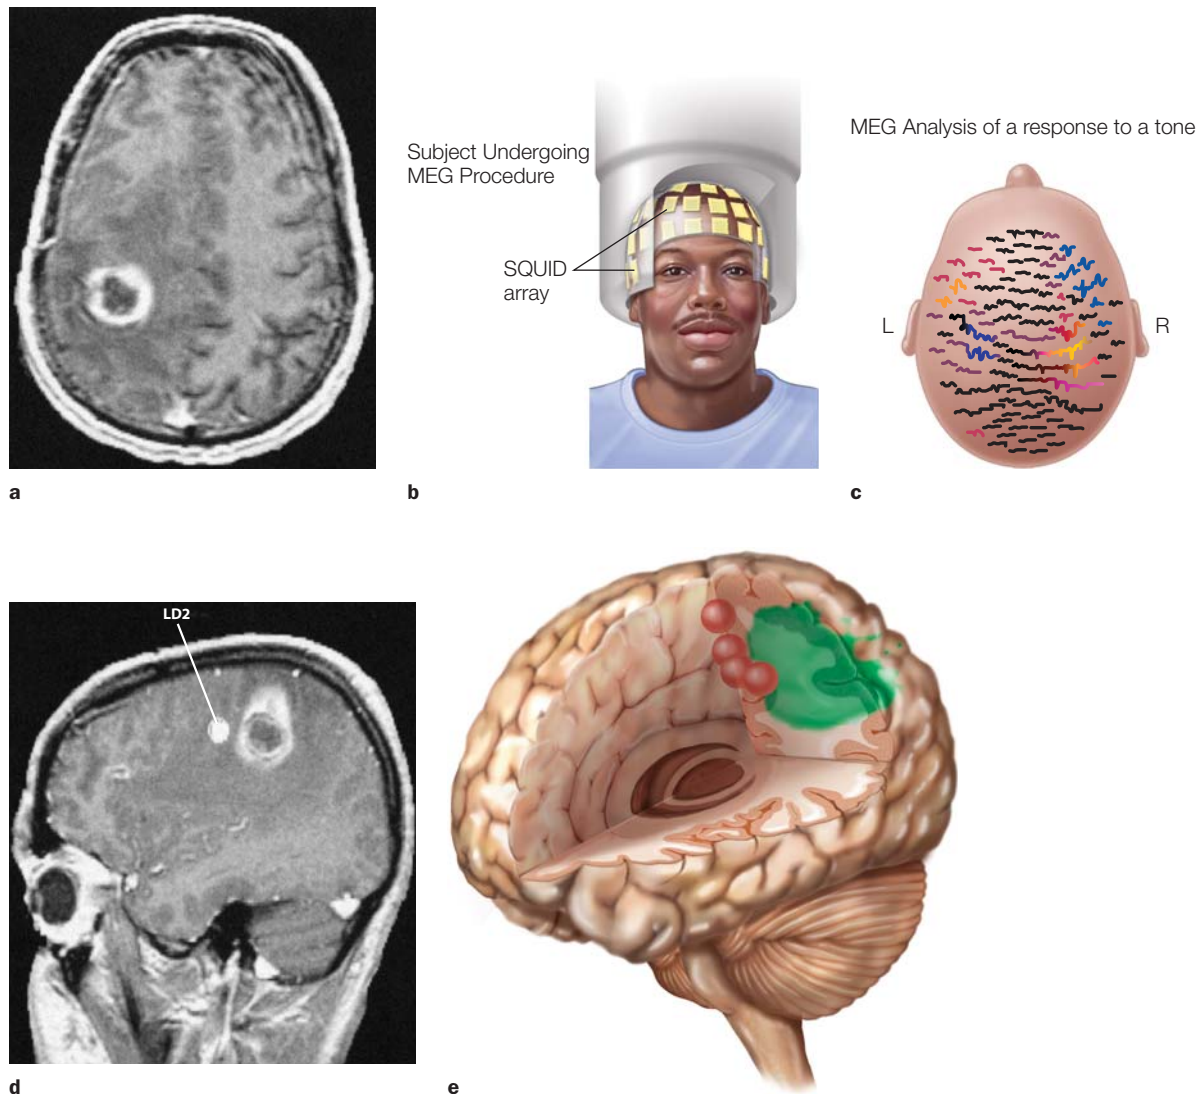 Subject Undergoing
MEG Procedure
SQUID
array
MEG Analysis of a response to a tone
L
R
a
b
c
LD2
d
e